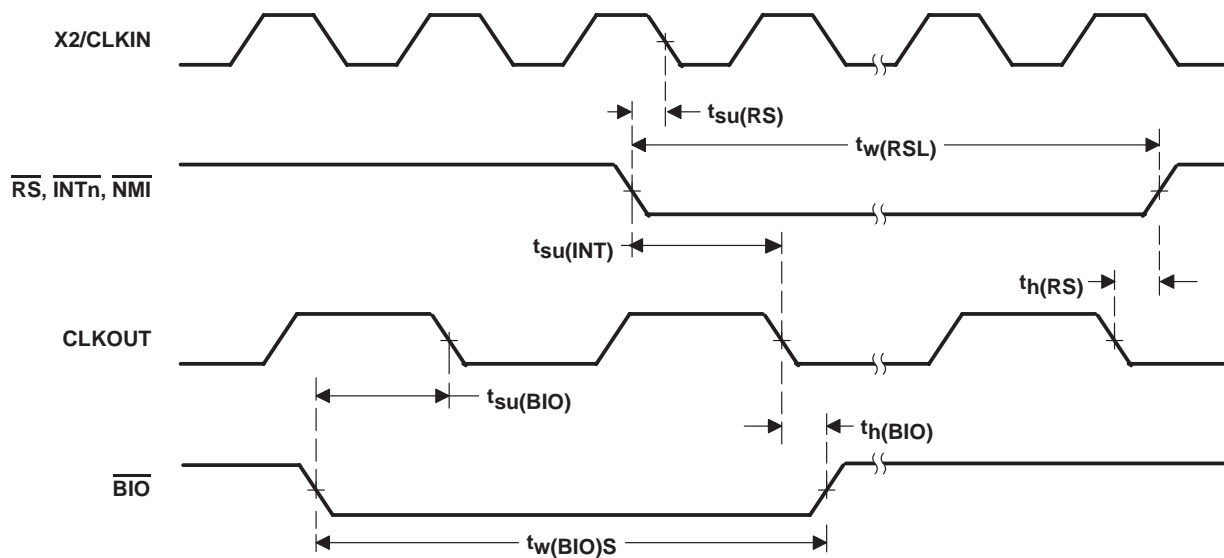 X2/CLKIN
tsu(RS)
tw(RSL)
RS, INTn, NMI
tsu(INT)
th(RS)
CLKOUT
tsu(BIO)
th(BIO)
BIO
tw(BIO)S